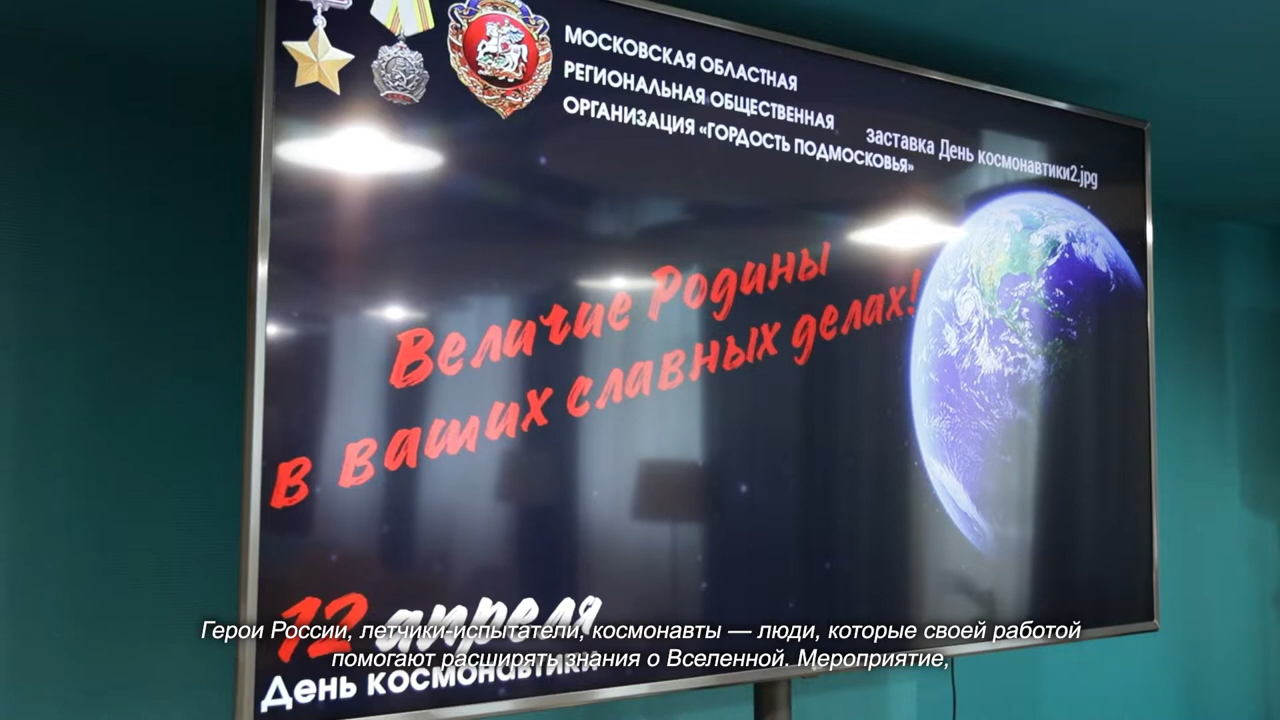 МОСКОВСКАЯ ОБЛАСТНАЯ
РЕГИОНАЛЬНАЯ ОБЩЕСТВЕННАЯ
ОРГАНИЗАЦИЯ «ГОРДОСТЬ ПОДМОСКОВЬЯ»
заставка День космонавтики2.jpg
Величие Родины
в ваших славных делах!
12 апреля
День космонавтики
Герои России, летчики-испытатели, космонавты — люди, которые своей работой
помогают расширять знания о Вселенной. Мероприятие,